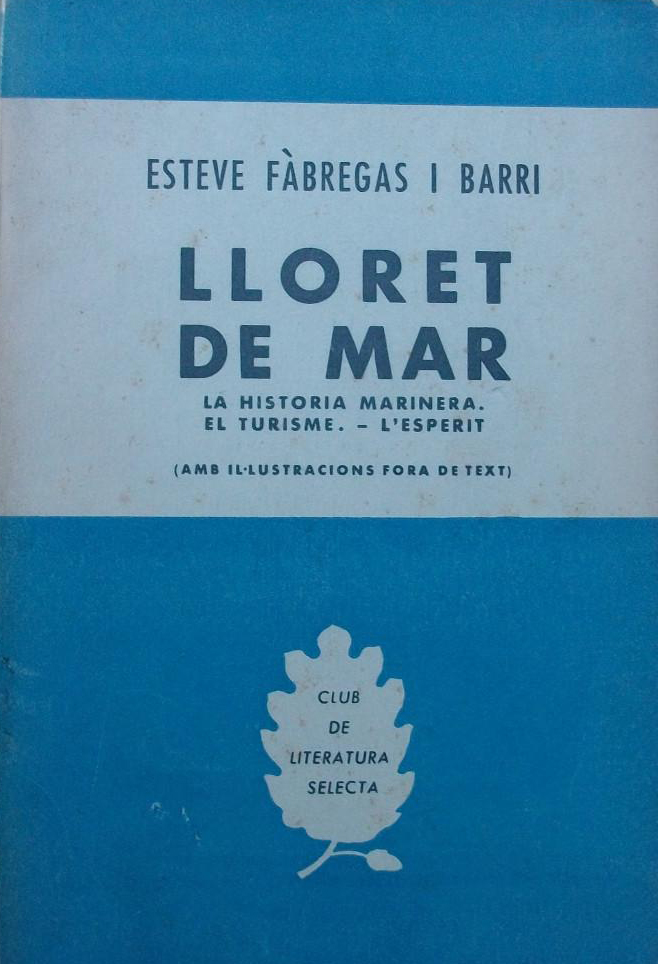 ESTEVE FÀBREGAS I BARRI
LLORET
DE MAR
LA HISTORIA MARINERA.
EL TURISME. – L'ESPERIT
(AMB IL·LUSTRACIONS FORA DE TEXT)
CLUB
DE
LITERATURA
SELECTA